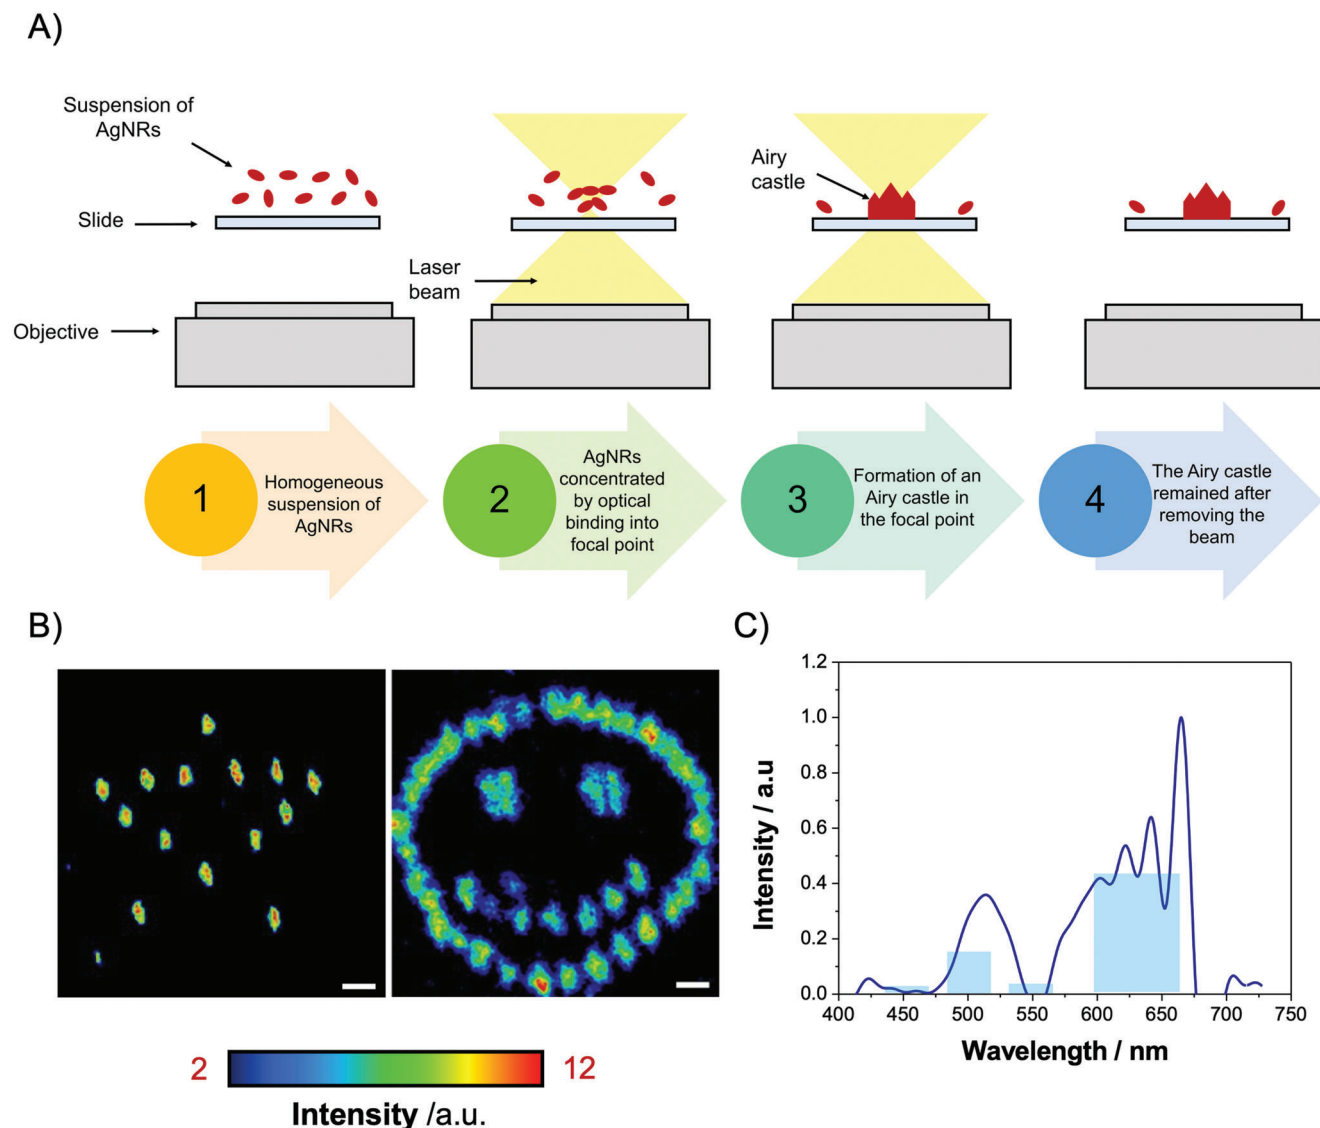 A)
Suspension of
AgNRs
Slide
Objective
Laser
beam
Airy
castle
1
Homogeneous
suspension of
AgNRs
2
AgNRs
concentrated
by optical
binding into
focal point
3
Formation of an
Airy castle in
the focal point
4
The Airy castle
remained after
removing the
beam
B)
2
12
Intensity /a.u.
C)
Intensity / a.u
1.2
1.0
0.8
0.6
0.4
0.2
0.0
400 450 500 550 600 650 700 750
Wavelength / nm